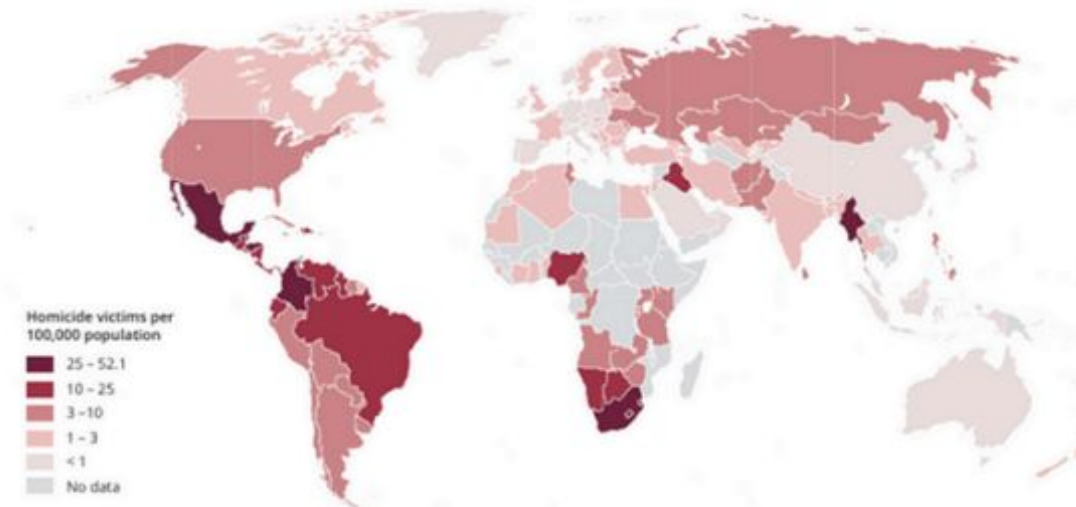 Homicide victims per
100,000 population
25 – 52.1
10 – 25
3 –10
1 – 3
< 1
No data